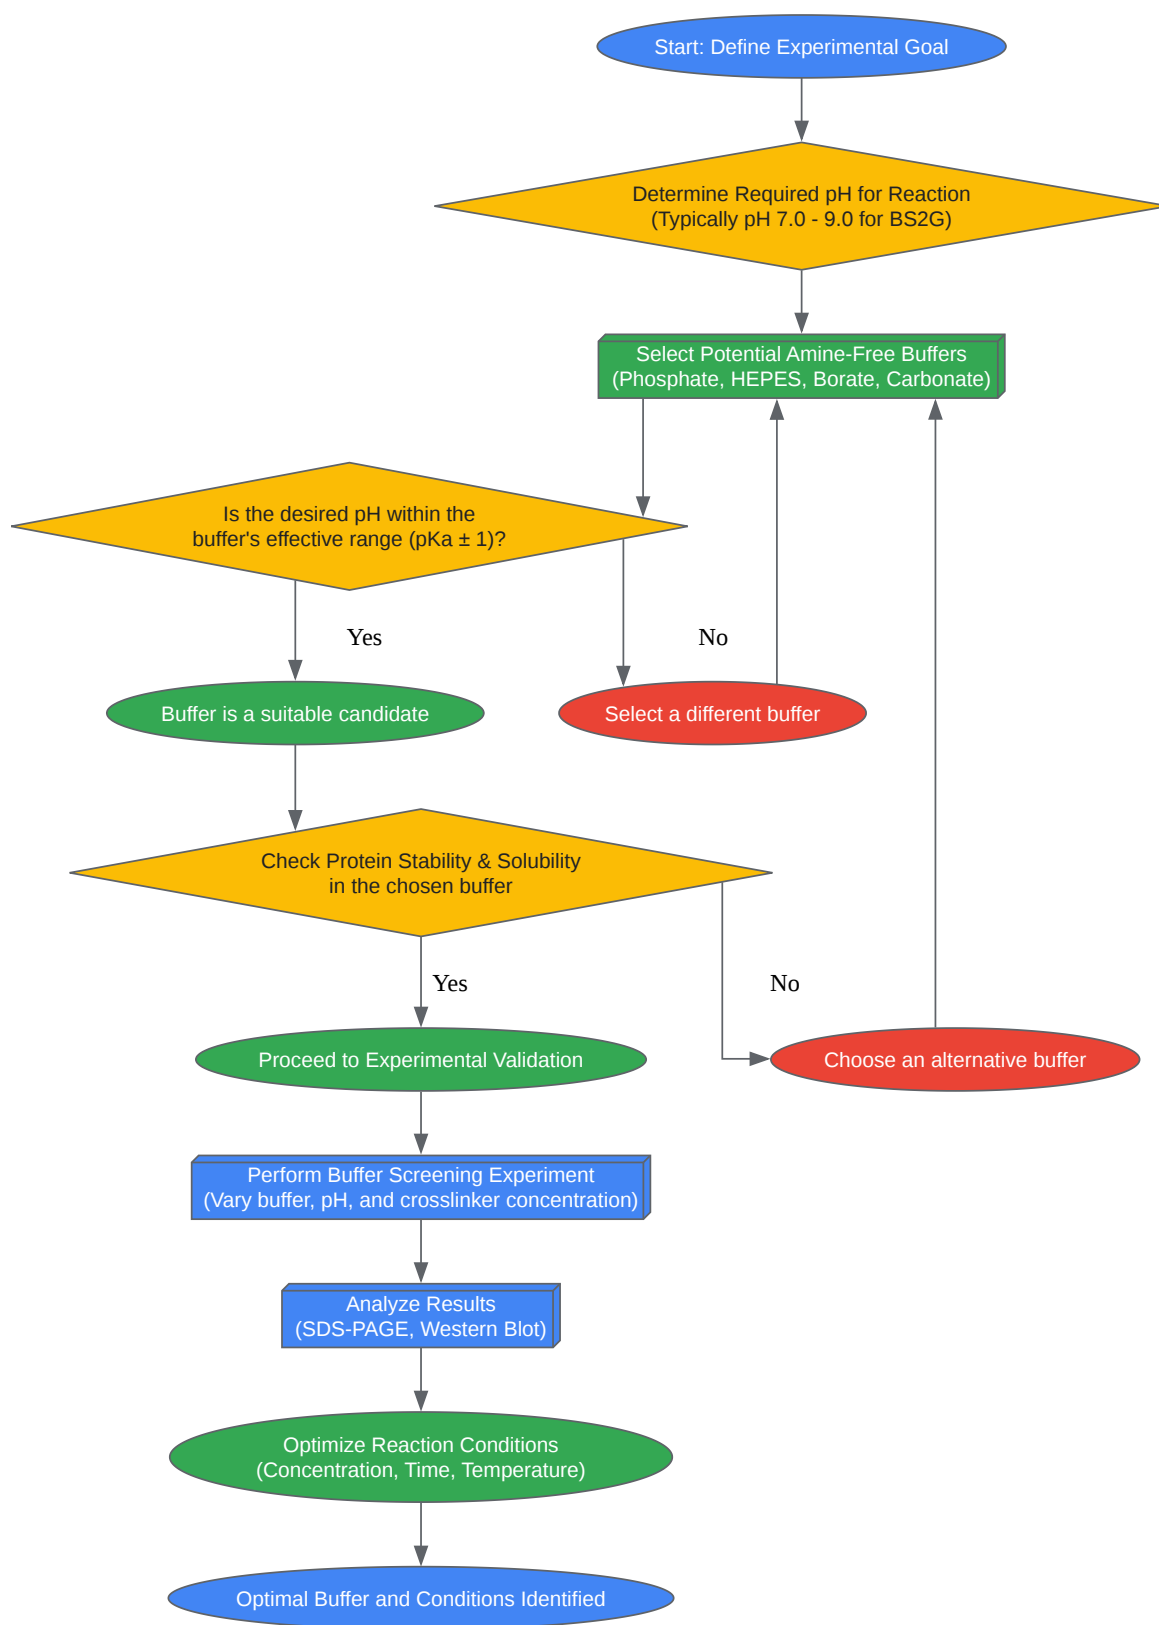 Start: Define Experimental Goal
Determine Required pH for Reaction
(Typically pH 7.0 - 9.0 for BS2G)
Select Potential Amine-Free Buffers
(Phosphate, HEPES, Borate, Carbonate)
Is the desired pH within the
buffer's effective range (pKa ± 1)?
Yes
No
Buffer is a suitable candidate
Select a different buffer
Check Protein Stability & Solubility
in the chosen buffer
Yes
No
Proceed to Experimental Validation
Choose an alternative buffer
Perform Buffer Screening Experiment
(Vary buffer, pH, and crosslinker concentration)
Analyze Results
(SDS-PAGE, Western Blot)
Optimize Reaction Conditions
(Concentration, Time, Temperature)
Optimal Buffer and Conditions Identified